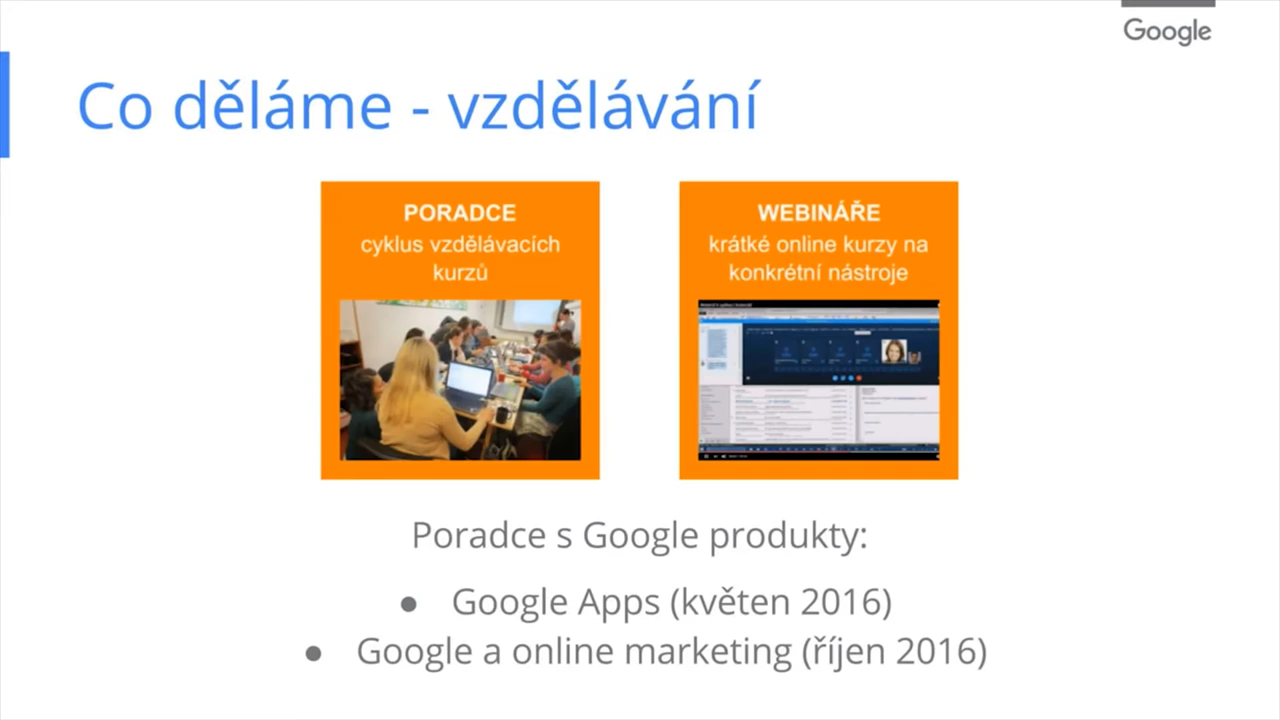 Google
Co děláme - vzdělávání
PORADCE
cyklus vzdělávacích
kurzů
WEBINÁŘE
krátké online kurzy na
konkrétní nástroje
Poradce s Google produkty:
● Google Apps (květen 2016)
● Google a online marketing (říjen 2016)